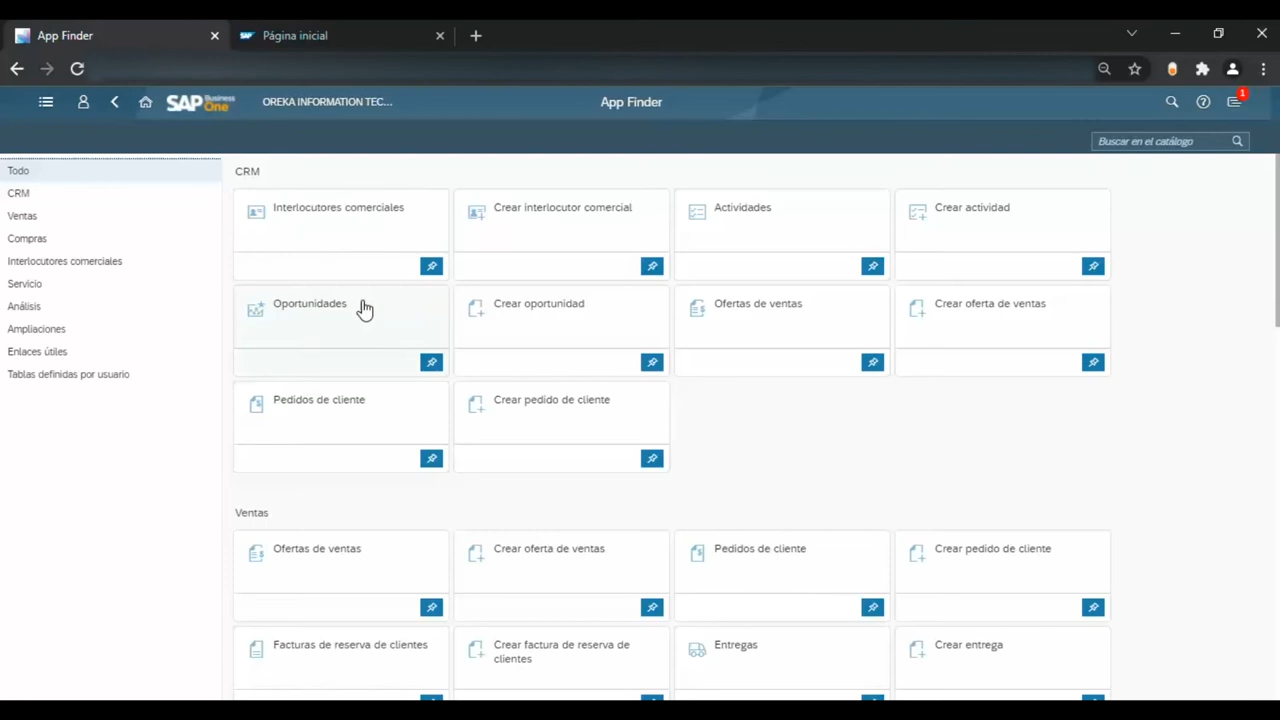 App Finder
Página inicial
SAP Business One
OREKA INFORMATION TEC...
App Finder
1
Buscar en el catálogo
Todo
CRM
Ventas
Compras
Interlocutores comerciales
Servicio
Análisis
Ampliaciones
Enlaces útiles
Tablas definidas por usuario
CRM
Interlocutores comerciales
Crear interlocutor comercial
Actividades
Crear actividad
Oportunidades
Crear oportunidad
Ofertas de ventas
Crear oferta de ventas
Pedidos de cliente
Crear pedido de cliente
Ventas
Ofertas de ventas
Crear oferta de ventas
Pedidos de cliente
Crear pedido de cliente
Facturas de reserva de clientes
Crear factura de reserva de
clientes
Entregas
Crear entrega